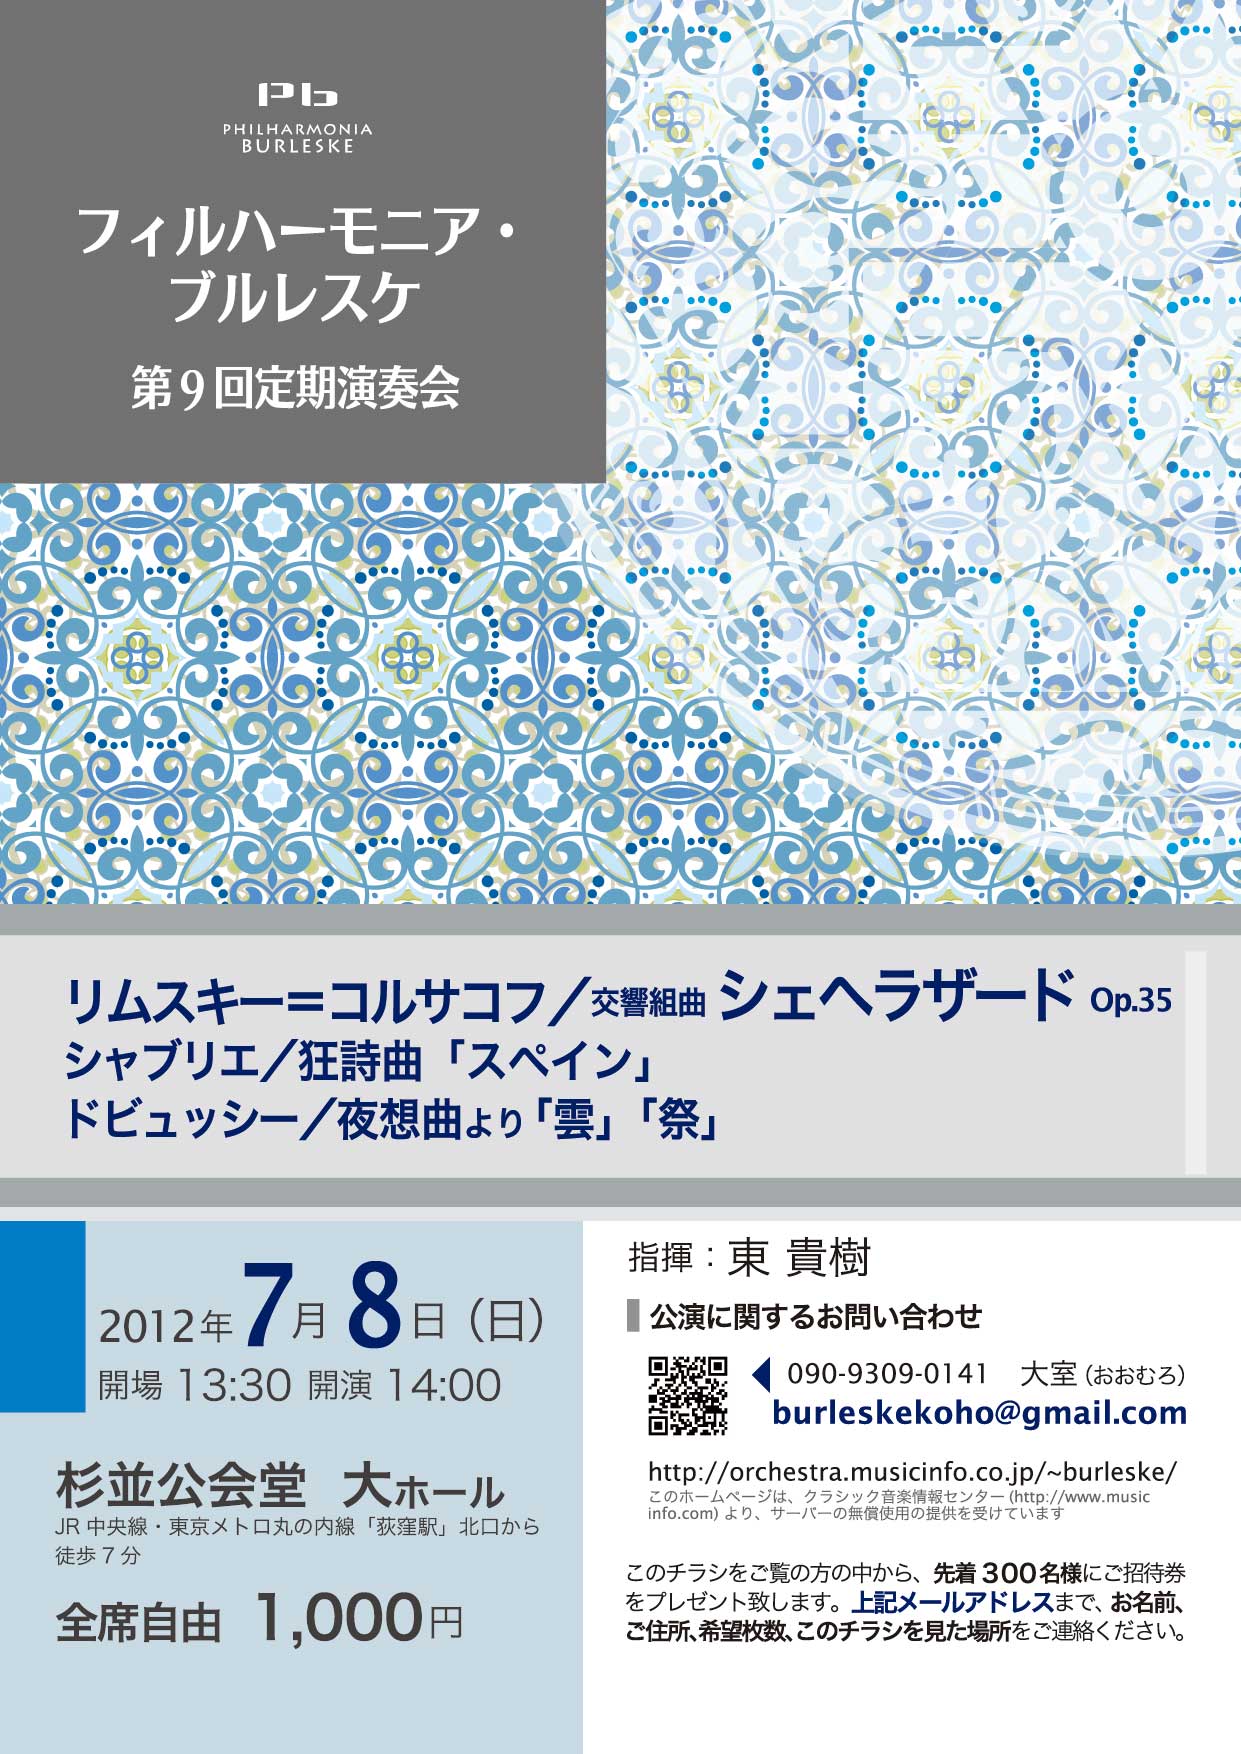 Pb
PHILHARMONIA
BURLESKE
フィルハーモニア・
ブルレスケ
第9回定期演奏会
リムスキー＝コルサコフ／交響組曲 シェヘラザード Op.35
シャブリエ／狂詩曲「スペイン」
ドビュッシー／夜想曲より「雲」「祭」
2012年7月8日（日）
開場 13:30 開演 14:00
杉並公会堂 大ホール
JR 中央線・東京メトロ丸の内線「荻窪駅」北口から
徒歩 7 分
全席自由 1,000円
指揮：東 貴樹
公演に関するお問い合わせ
090-9309-0141 大室（おおむろ）
burleskekoho@gmail.com
http://orchestra.musicinfo.co.jp/~burleske/
このホームページは、クラシック音楽情報センター (http://www.music
info.com) より、サーバーの無償使用の提供を受けています
このチラシをご覧の方の中から、先着300名様にご招待券
をプレゼント致します。上記メールアドレスまで、お名前、
ご住所、希望枚数、このチラシを見た場所をご連絡ください。